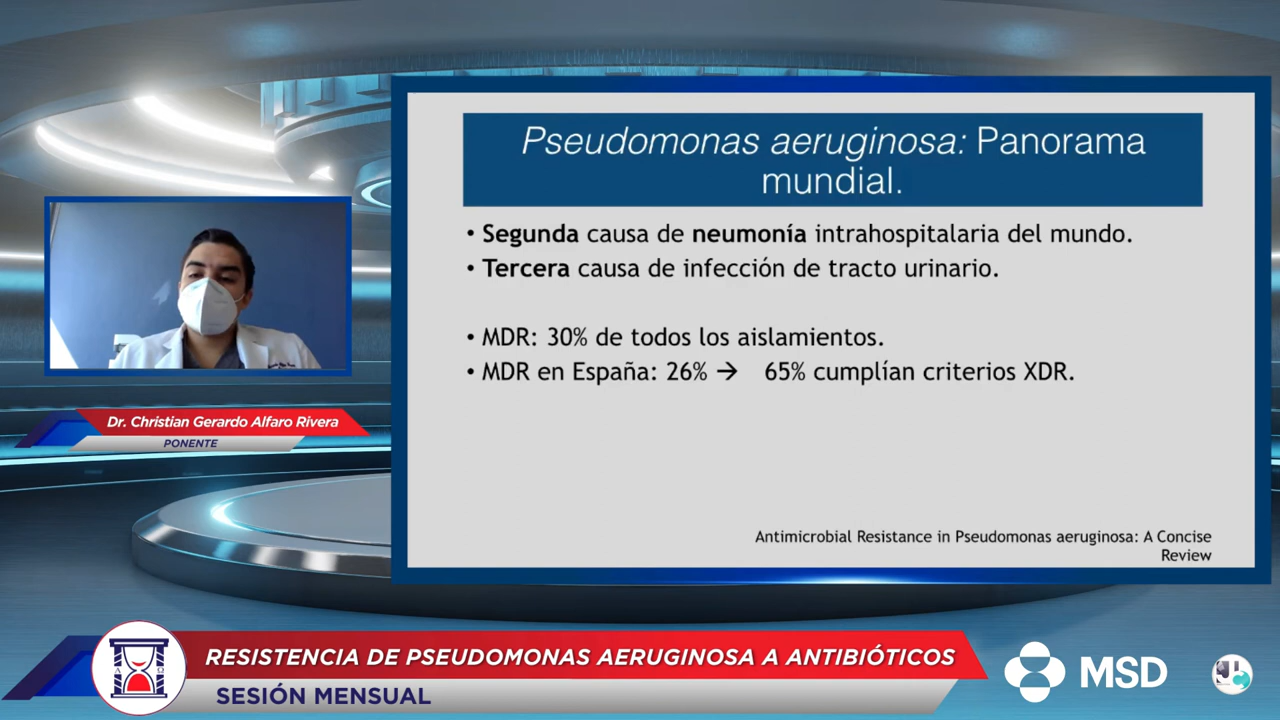 Pseudomonas aeruginosa: Panorama
mundial.
• Segunda causa de neumonía intrahospitalaria del mundo.
• Tercera causa de infección de tracto urinario.
• MDR: 30% de todos los aislamientos.
• MDR en España: 26% → 65% cumplían criterios XDR.
Antimicrobial Resistance in Pseudomonas aeruginosa: A Concise
Review
Dr. Christian Gerardo Alfaro Rivera
PONENTE
RESISTENCIA DE PSEUDOMONAS AERUGINOSA A ANTIBIÓTICOS
SESIÓN MENSUAL
MSD